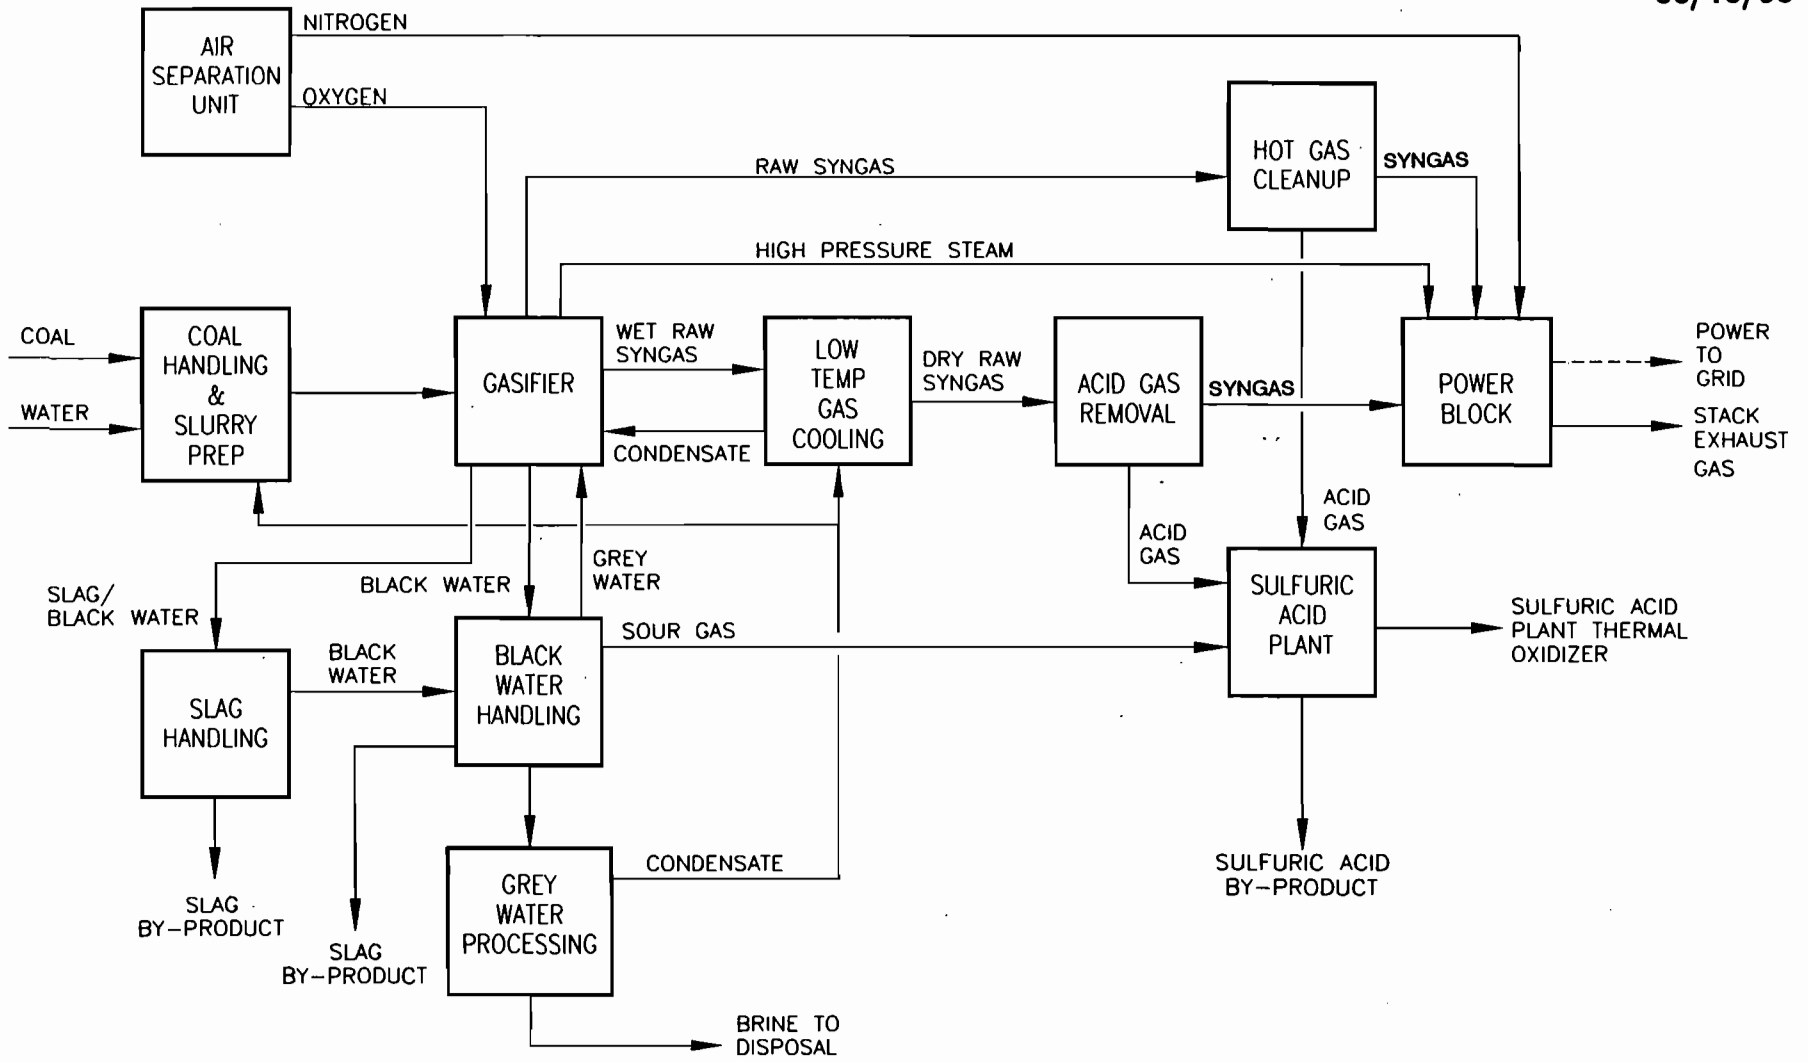 NITROGEN
AIR
SEPARATION
UNIT
OXYGEN
HOT GAS
CLEANUP
SYNGAS
RAW SYNGAS
HIGH PRESSURE STEAM
COAL
WATER
COAL
HANDLING
&
SLURRY
PREP
GASIFIER
WET RAW
SYNGAS
CONDENSATE
LOW
TEMP
GAS
COOLING
DRY RAW
SYNGAS
ACID GAS
REMOVAL
SYNGAS
POWER
BLOCK
POWER
TO
GRID
STACK
EXHAUST
GAS
ACID
GAS
ACID
GAS
SLAG/
BLACK WATER
BLACK WATER
GREY
WATER
SLAG
HANDLING
BLACK
WATER
BLACK
WATER
HANDLING
SOUR GAS
SULFURIC
ACID
PLANT
SULFURIC ACID
PLANT THERMAL
OXIDIZER
SLAG
BY-PRODUCT
SLAG
BY-PRODUCT
GREY
WATER
PROCESSING
CONDENSATE
SULFURIC ACID
BY-PRODUCT
BRINE TO
DISPOSAL